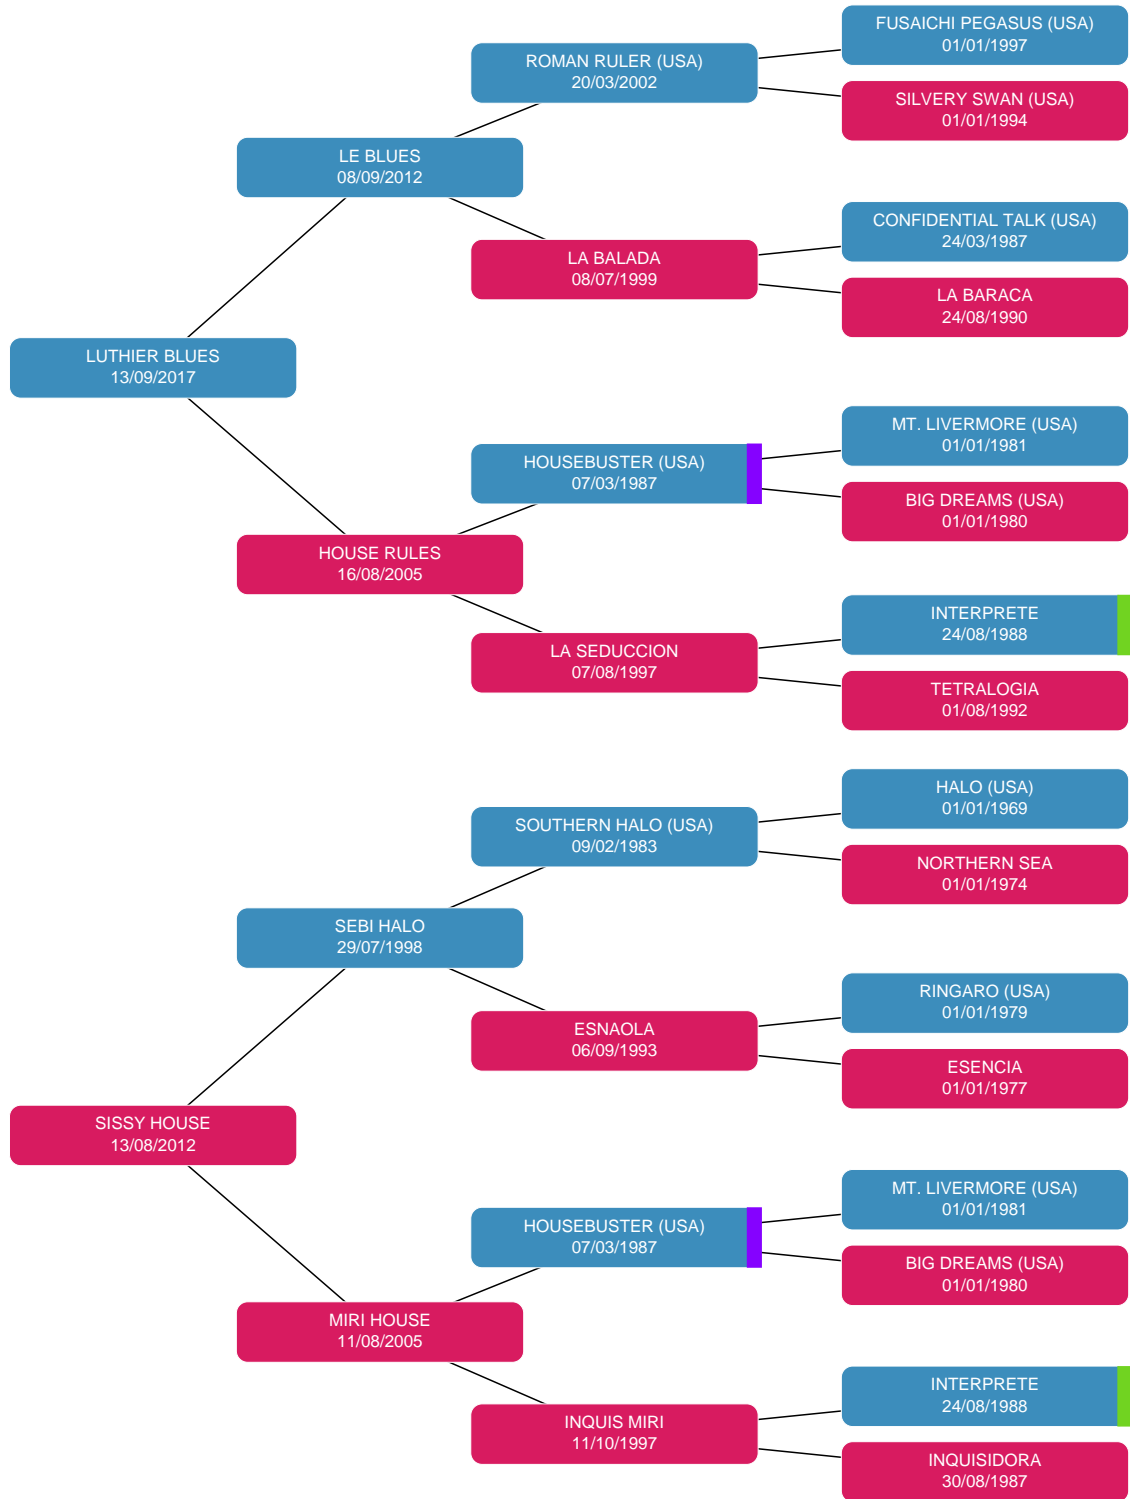 FUSAICHI PEGASUS (USA)
01/01/1997
ROMAN RULER (USA)
20/03/2002
SILVERY SWAN (USA)
01/01/1994
LE BLUES
08/09/2012
CONFIDENTIAL TALK (USA)
24/03/1987
LA BALADA
08/07/1999
LA BARACA
24/08/1990
LUTHIER BLUES
13/09/2017
MT. LIVERMORE (USA)
01/01/1981
HOUSEBUSTER (USA)
07/03/1987
BIG DREAMS (USA)
01/01/1980
HOUSE RULES
16/08/2005
INTERPRETE
24/08/1988
LA SEDUCCION
07/08/1997
TETRALOGIA
01/08/1992
HALO (USA)
01/01/1969
SOUTHERN HALO (USA)
09/02/1983
NORTHERN SEA
01/01/1974
SEBI HALO
29/07/1998
RINGARO (USA)
01/01/1979
ESNAOLA
06/09/1993
ESENCIA
01/01/1977
SISSY HOUSE
13/08/2012
MT. LIVERMORE (USA)
01/01/1981
HOUSEBUSTER (USA)
07/03/1987
BIG DREAMS (USA)
01/01/1980
MIRI HOUSE
11/08/2005
INTERPRETE
24/08/1988
INQUIS MIRI
11/10/1997
INQUISIDORA
30/08/1987